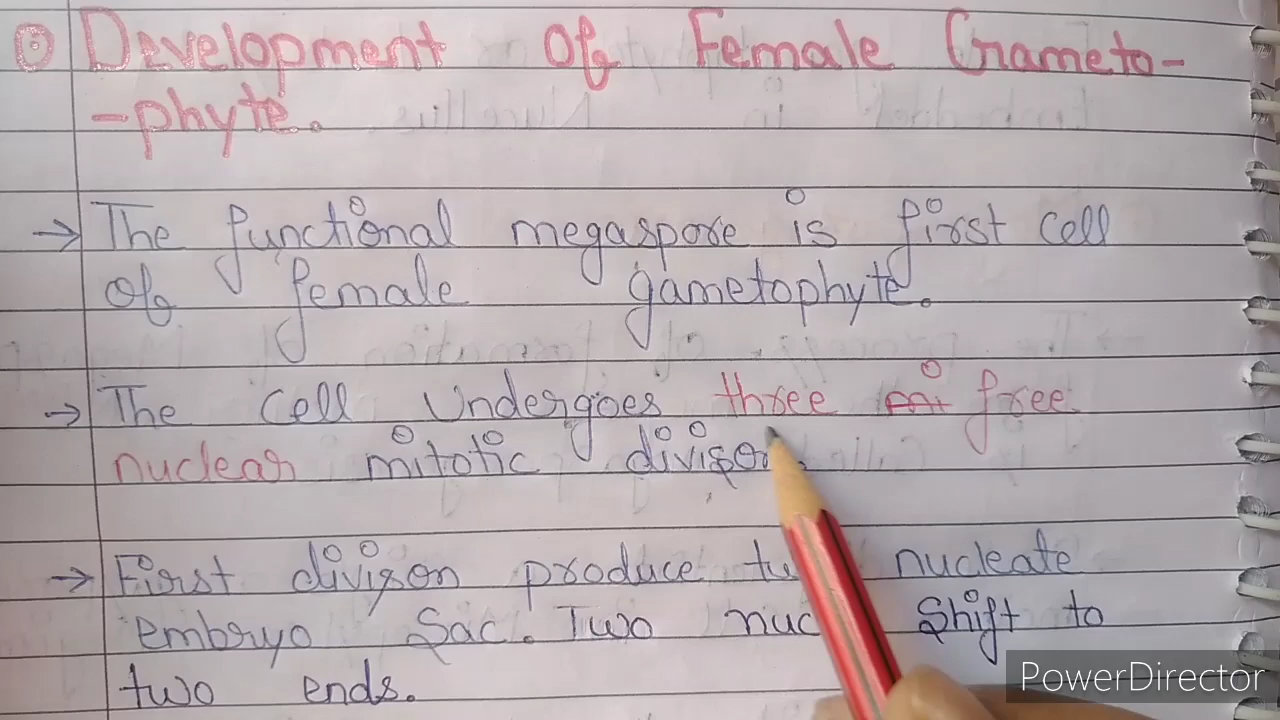 Development Of Female Gameto-
-phyte.
→ The functional megaspore is first cell
of female gametophyte.
→ The cell Undergoes three free
nuclear mitotic divison.
→ First divison produce nucleate
embryo Sac. Two shift to
two ends.
PowerDirector